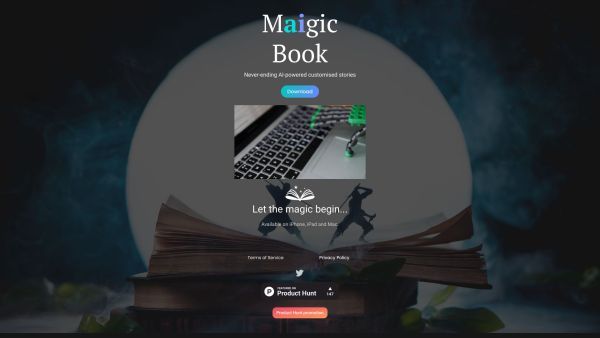 Maigic
Book
Never-ending AI-powered customised stories
Download
Let the magic begin...
Available on iPhone, iPad and Mac
Terms of Service Privacy Policy
FEATURED ON
Product Hunt
147
Product Hunt promotion